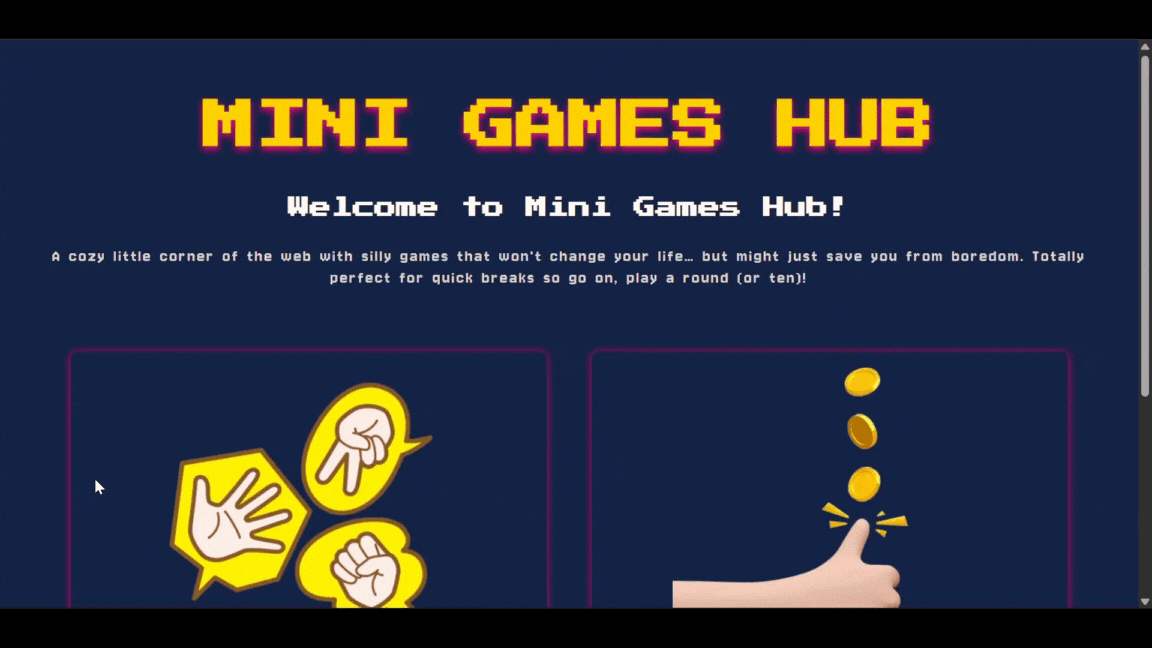 MINI GAMES HUB
Welcome to Mini Games Hub!
A cozy little corner of the web with silly games that won't change your life… but might just save you from boredom. Totally
perfect for quick breaks so go on, play a round (or ten)!